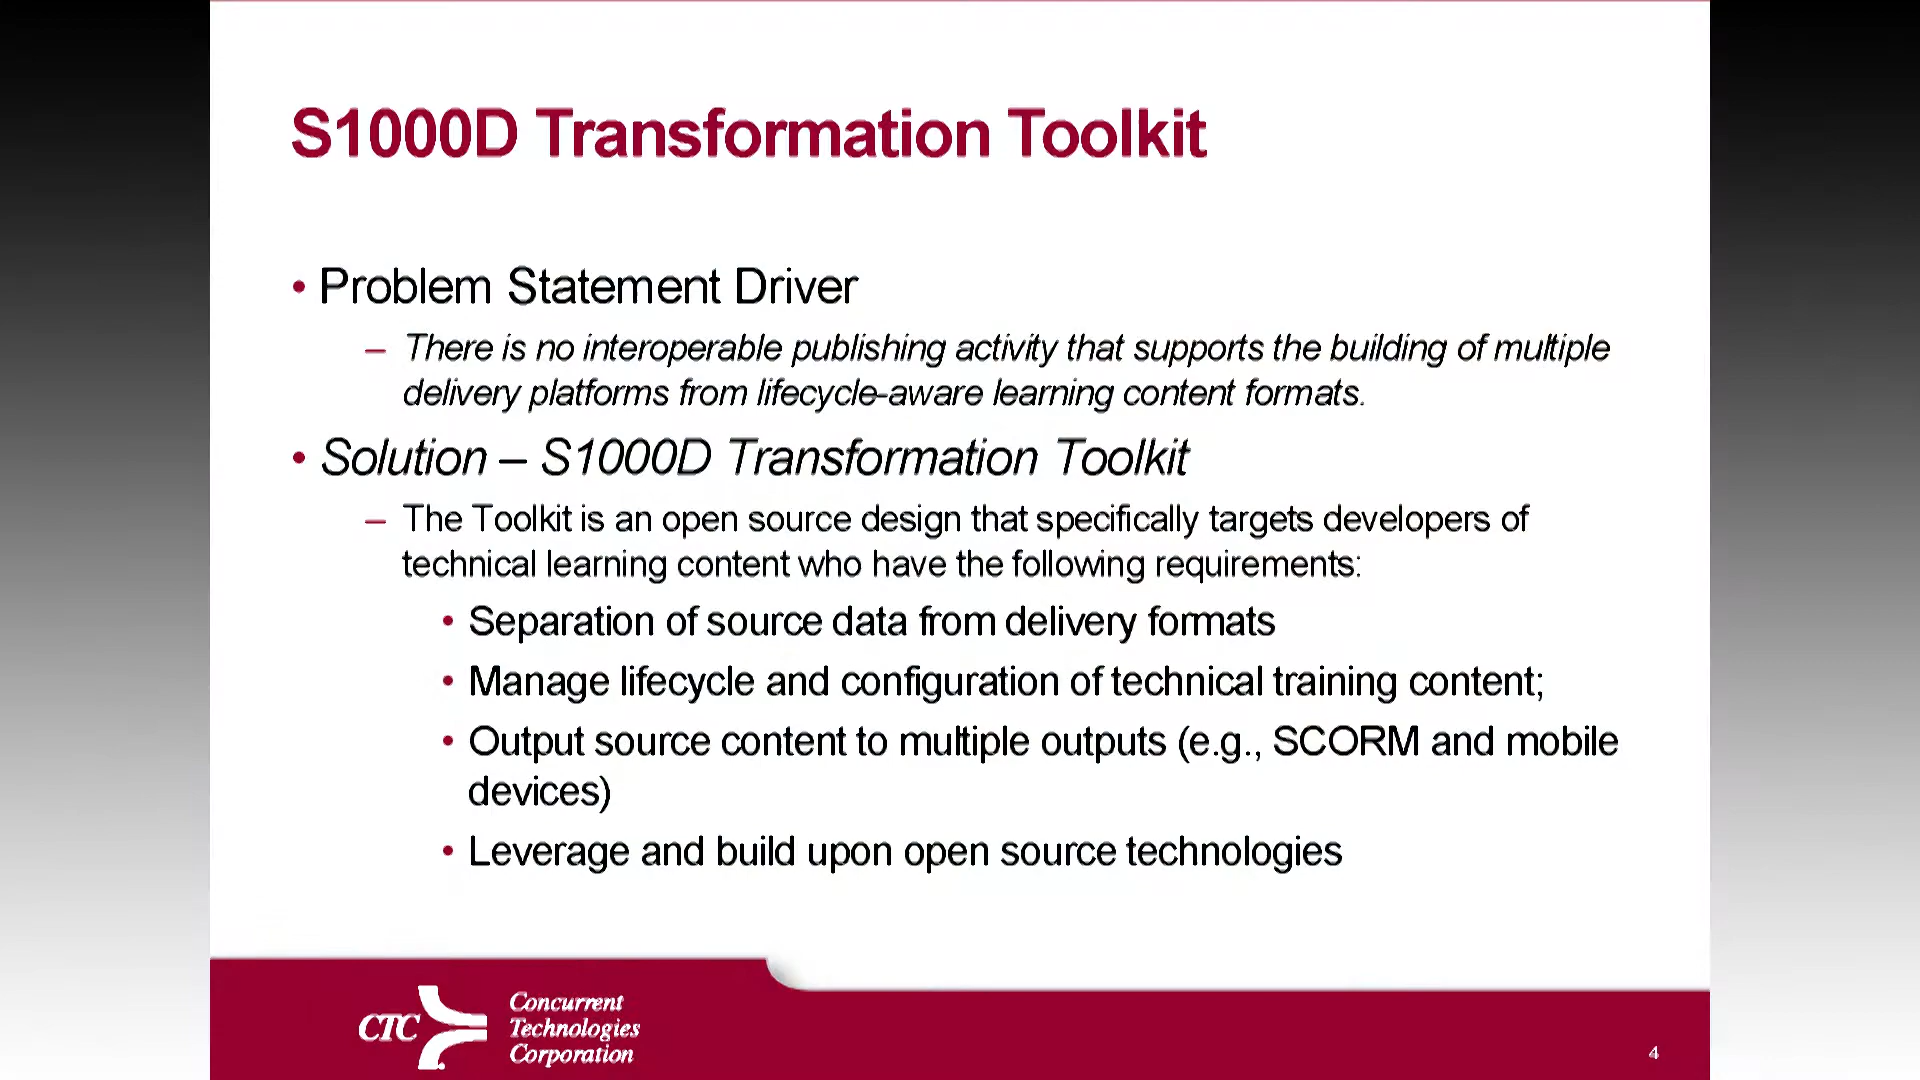 S1000D Transformation Toolkit
• Problem Statement Driver
– There is no interoperable publishing activity that supports the building of multiple
delivery platforms from lifecycle-aware learning content formats.
• Solution – S1000D Transformation Toolkit
– The Toolkit is an open source design that specifically targets developers of
technical learning content who have the following requirements:
• Separation of source data from delivery formats
• Manage lifecycle and configuration of technical training content;
• Output source content to multiple outputs (e.g., SCORM and mobile
devices)
• Leverage and build upon open source technologies
CTC
Concurrent
Technologies
Corporation
4